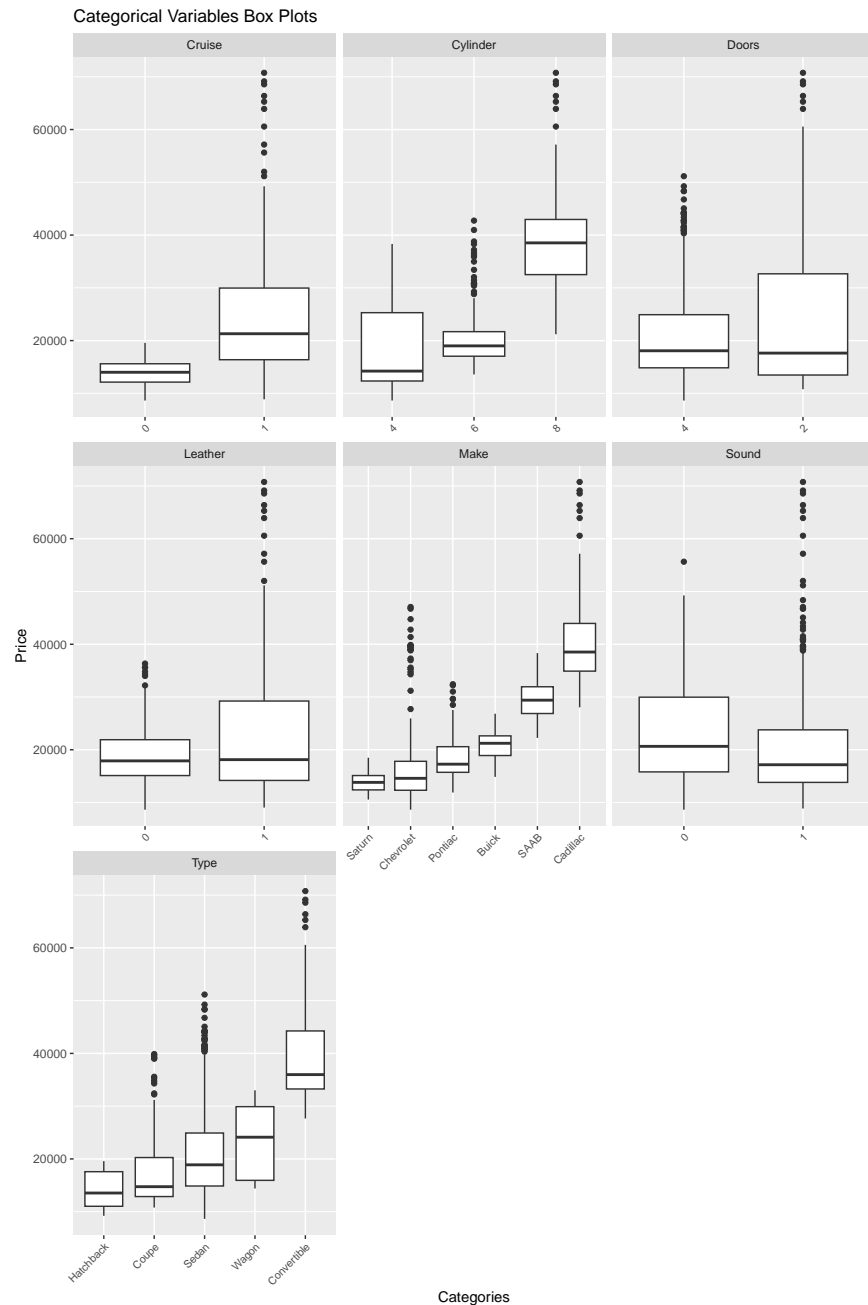 Categorical Variables Box Plots
Cruise
Cylinder
Doors
60000
40000
20000
0
1
4
6
8
4
2
Leather
Make
Sound
60000
40000
20000
0
1
Saturn
Chevrolet
Pontiac
Buick
SAAB
Cadillac
0
1
Price
Type
60000
40000
20000
Hatchback
Coupe
Sedan
Wagon
Convertible
Categories